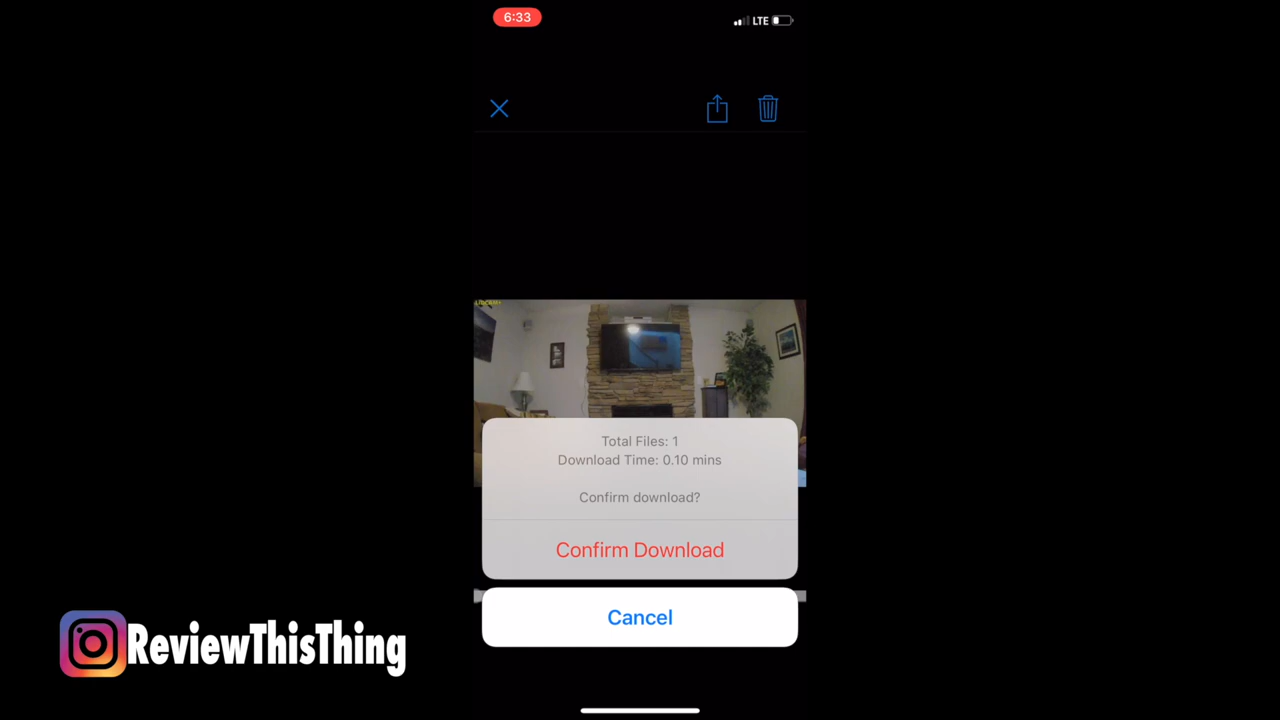 6:33
LTE
Total Files: 1
Download Time: 0.10 mins
Confirm download?
Confirm Download
Cancel
ReviewThisThing